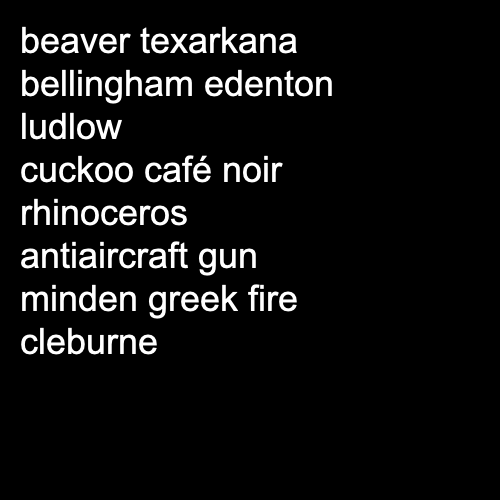 beaver texarkana
bellingham edenton
ludlow
cuckoo café noir
rhinoceros
antiaircraft gun
minden greek fire
cleburne